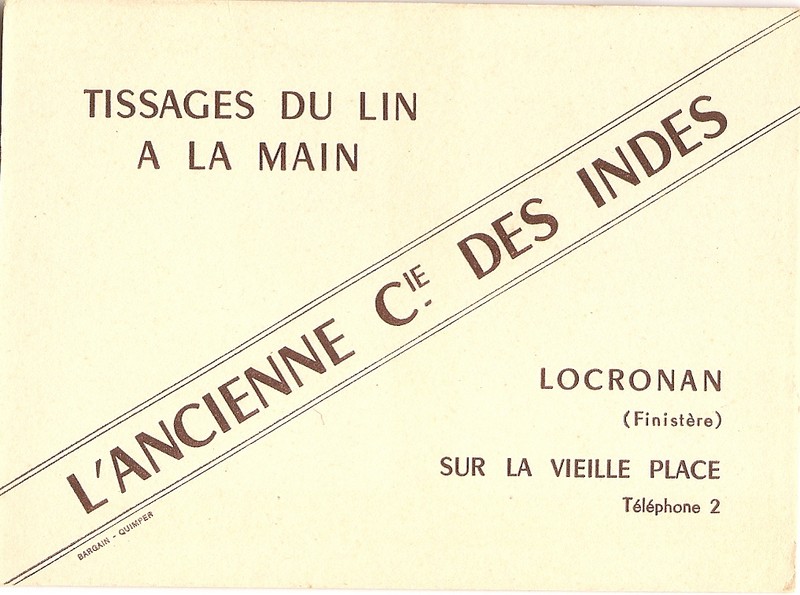 TISSAGES DU LIN
A LA MAIN
L'ANCIENNE CIE DES INDES
LOCRONAN
(Finistère)
SUR LA VIEILLE PLACE
Téléphone 2
BARGAIN - QUIMPER